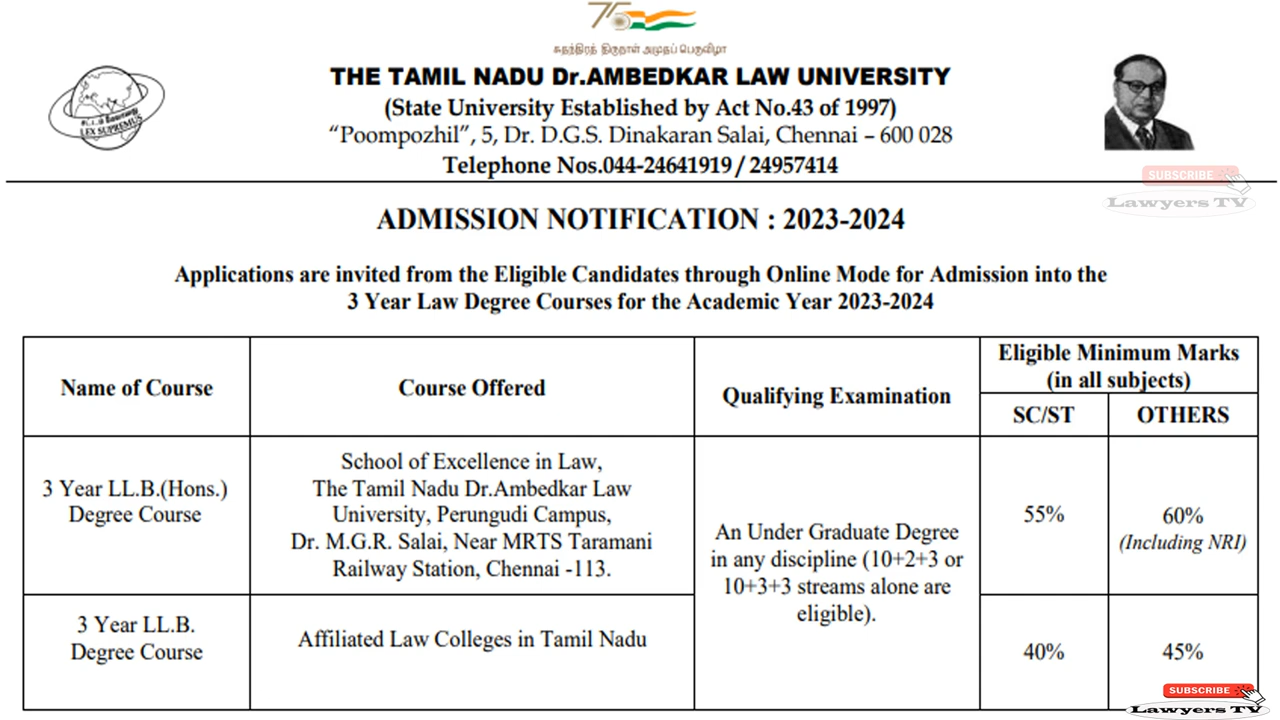 75
சுதந்திரத் திருநாள் அமுதப் பெருவிழா
THE TAMIL NADU Dr.AMBEDKAR LAW UNIVERSITY
(State University Established by Act No.43 of 1997)
“Poompozhil”, 5, Dr. D.G.S. Dinakaran Salai, Chennai – 600 028
Telephone Nos.044-24641919 / 24957414
LEX SUPREMUS
SUBSCRIBE
Lawyers TV
ADMISSION NOTIFICATION : 2023-2024
Applications are invited from the Eligible Candidates through Online Mode for Admission into the
3 Year Law Degree Courses for the Academic Year 2023-2024
Name of Course
Course Offered
Qualifying Examination
Eligible Minimum Marks
(in all subjects)
SC/ST
OTHERS
3 Year LL.B.(Hons.)
Degree Course
School of Excellence in Law,
The Tamil Nadu Dr.Ambedkar Law
University, Perungudi Campus,
Dr. M.G.R. Salai, Near MRTS Taramani
Railway Station, Chennai -113.
An Under Graduate Degree
in any discipline (10+2+3 or
10+3+3 streams alone are
eligible).
55%
60%
(Including NRI)
3 Year LL.B.
Degree Course
Affiliated Law Colleges in Tamil Nadu
40%
45%
SUBSCRIBE
Lawyers TV